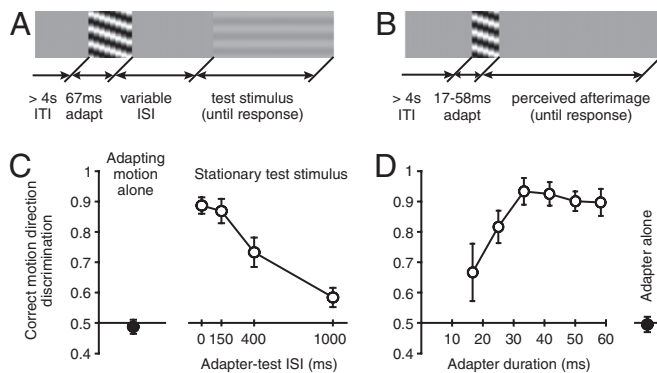 A
> 4s
ITI
67ms
adapt
variable
ISI
test stimulus
(until response)
B
> 4s
ITI
17-58ms
adapt
perceived afterimage
(until response)
C
Correct motion direction
discrimination
Adapting
motion
alone
Stationary test stimulus
1
0.9
0.8
0.7
0.6
0.5
0.4
0 150 400 1000
Adapter-test ISI (ms)
D
1
0.9
0.8
0.7
0.6
0.5
0.4
10 20 30 40 50 60
Adapter duration (ms)
Adapter alone